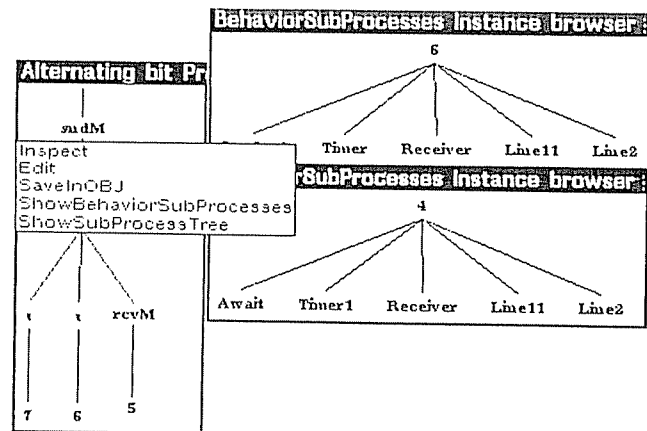 BehaviorSubProcesses Instance browser
6
Timer Receiver Line11 Line2
Alternating bit Pr
sndM
Inspect
Edit
SaveInOBJ
ShowBehaviorSubProcesses
ShowSubProcessTree
rSubProcesses Instance browser
4
Await Timer1 Receiver Line11 Line2
τ τ rcvM
7 6 5